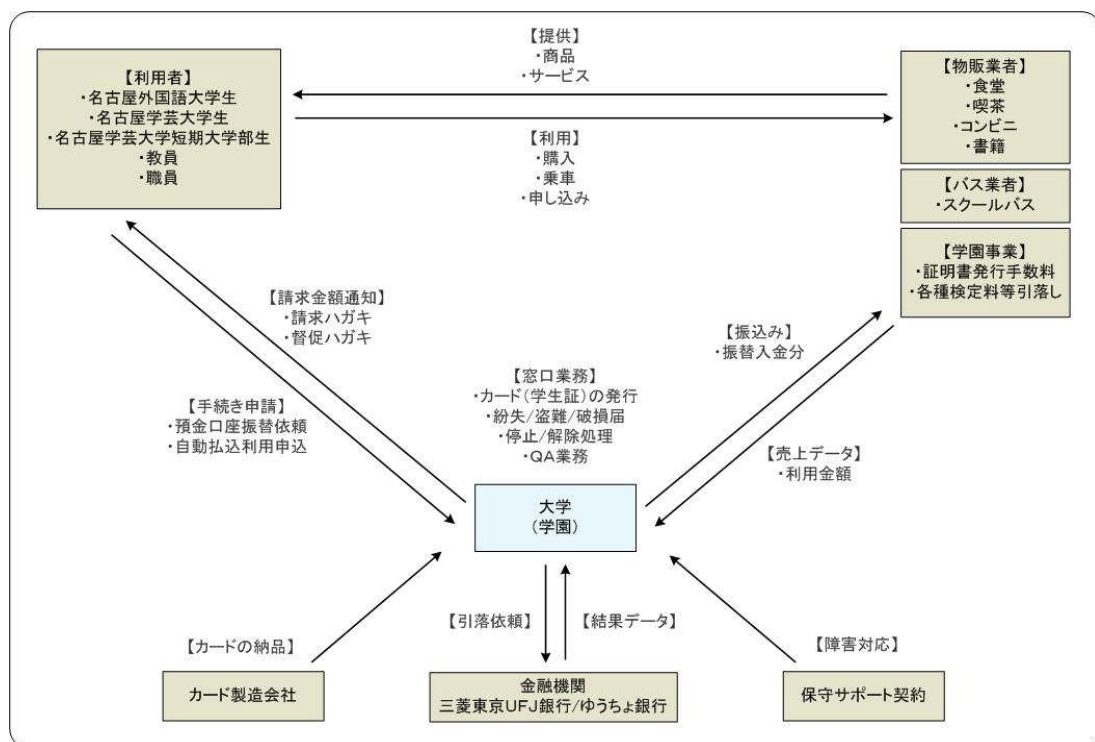 【提供】
・商品
・サービス
【利用者】
・名古屋外国語大学生
・名古屋学芸大学生
・名古屋学芸大学短期大学部生
・教員
・職員
【物販業者】
・食堂
・喫茶
・コンビニ
・書籍
【利用】
・購入
・乗車
・申し込み
【バス業者】
・スクールバス
【学園事業】
・証明書発行手数料
・各種検定料等引落し
【請求金額通知】
・請求ハガキ
・督促ハガキ
【振込み】
・振替入金分
【窓口業務】
・カード(学生証)の発行
・紛失/盗難/破損届
・停止/解除処理
・QA業務
【手続き申請】
・預金口座振替依頼
・自動払込利用申込
【売上データ】
・利用金額
大学
(学園)
【引落依頼】
【結果データ】
【カードの納品】
【障害対応】
カード製造会社
金融機関
三菱東京UFJ銀行/ゆうちょ銀行
保守サポート契約